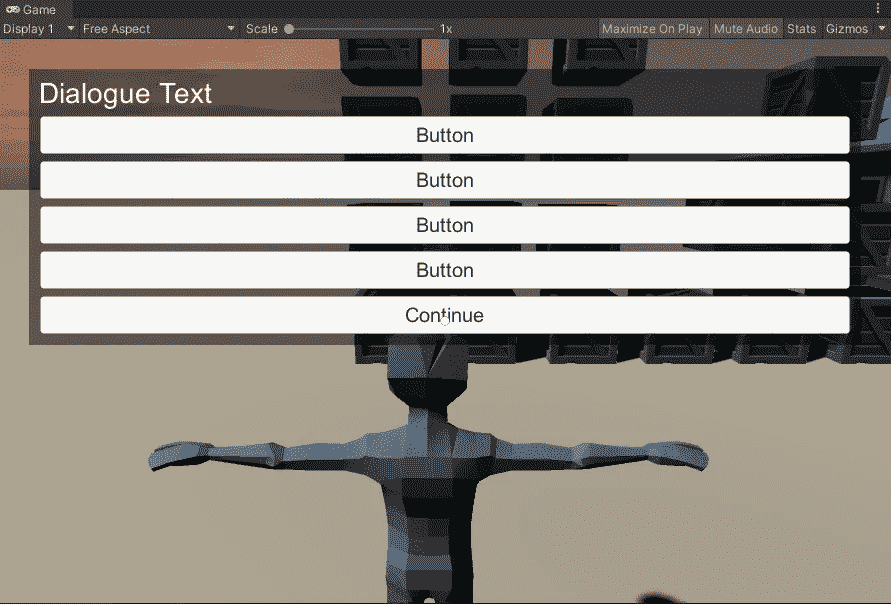 Game
Display 1 Free Aspect Scale 1x Maximize On Play Mute Audio Stats Gizmos
Dialogue Text
Button
Button
Button
Button
Continue